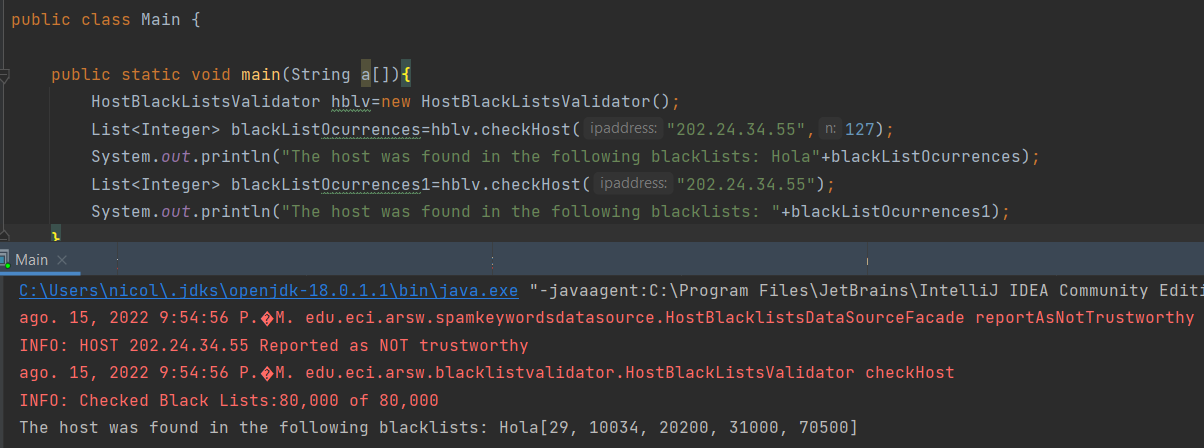 public class Main {
public static void main(String a[]){
HostBlackListsValidator hblv=new HostBlackListsValidator();
List<Integer> blackListOcurrences=hblv.checkHost( ipaddress: "202.24.34.55", n: 127);
System.out.println("The host was found in the following blacklists: Hola"+blackListOcurrences);
List<Integer> blackListOcurrences1=hblv.checkHost( ipaddress: "202.24.34.55");
System.out.println("The host was found in the following blacklists: "+blackListOcurrences1);
}
Main ×
C:\Users\nicol\.jdks\openjdk-18.0.1.1\bin\java.exe "-javaagent:C:\Program Files\JetBrains\IntelliJ IDEA Community Editi
ago. 15, 2022 9:54:56 P.�M. edu.eci.arsw.spamkeywordsdatasource.HostBlacklistsDataSourceFacade reportAsNotTrustworthy
INFO: HOST 202.24.34.55 Reported as NOT trustworthy
ago. 15, 2022 9:54:56 P.�M. edu.eci.arsw.blacklistvalidator.HostBlackListsValidator checkHost
INFO: Checked Black Lists:80,000 of 80,000
The host was found in the following blacklists: Hola[29, 10034, 20200, 31000, 70500]